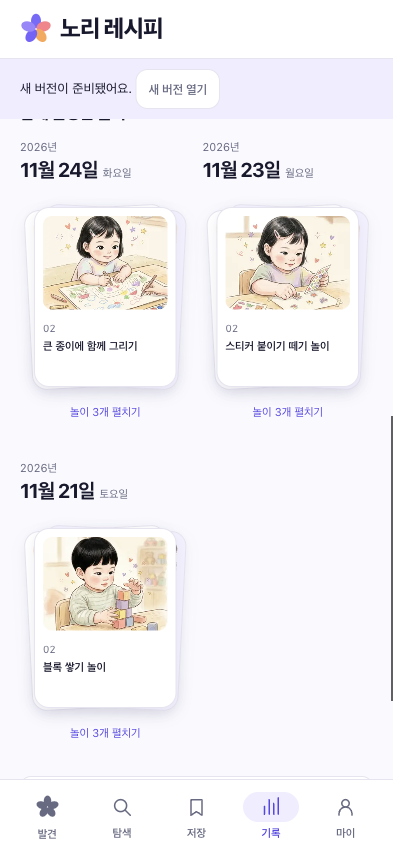 노리 레시피
새 버전이 준비됐어요. 새 버전 열기
2026년
11월 24일 화요일
02
큰 종이에 함께 그리기
놀이 3개 펼치기
2026년
11월 23일 월요일
02
스티커 붙이기 떼기 놀이
놀이 3개 펼치기
2026년
11월 21일 토요일
02
블록 쌓기 놀이
놀이 3개 펼치기
발견
탐색
저장
기록
마이